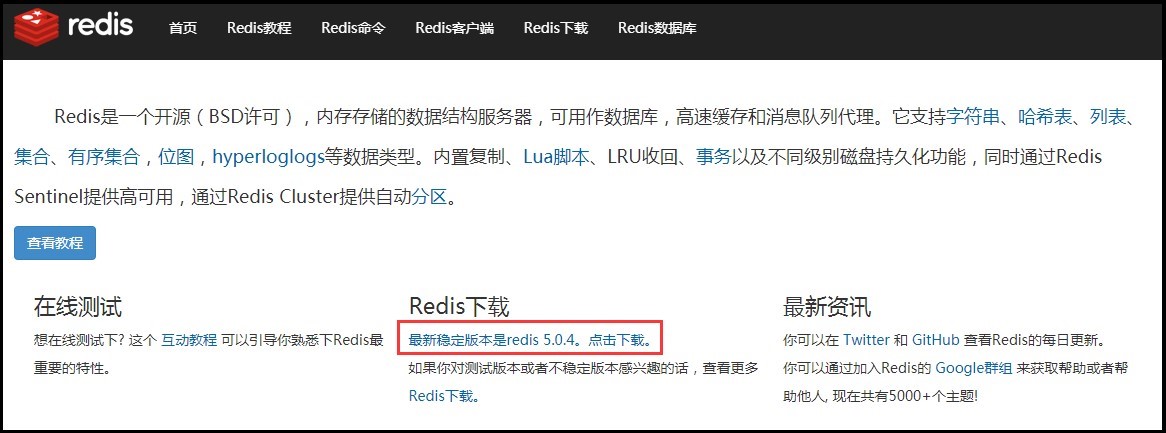 redis 首页 Redis教程 Redis命令 Redis客户端 Redis下载 Redis数据库
Redis是一个开源（BSD许可），内存存储的数据结构服务器，可用作数据库，高速缓存和消息队列代理。它支持字符串、哈希表、列表、
集合、有序集合，位图，hyperloglogs等数据类型。内置复制、Lua脚本、LRU收回、事务以及不同级别磁盘持久化功能，同时通过Redis
Sentinel提供高可用，通过Redis Cluster提供自动分区。
查看教程
在线测试
想在线测试下? 这个 互动教程 可以引导你熟悉下Redis最
重要的特性。
Redis下载
最新稳定版本是redis 5.0.4。点击下载。
如果你对测试版本或者不稳定版本感兴趣的话，查看更多
Redis下载。
最新资讯
你可以在 Twitter 和 GitHub 查看Redis的每日更新。
你可以通过加入Redis的 Google群组 来获取帮助或者帮
助他人, 现在共有5000+个主题!